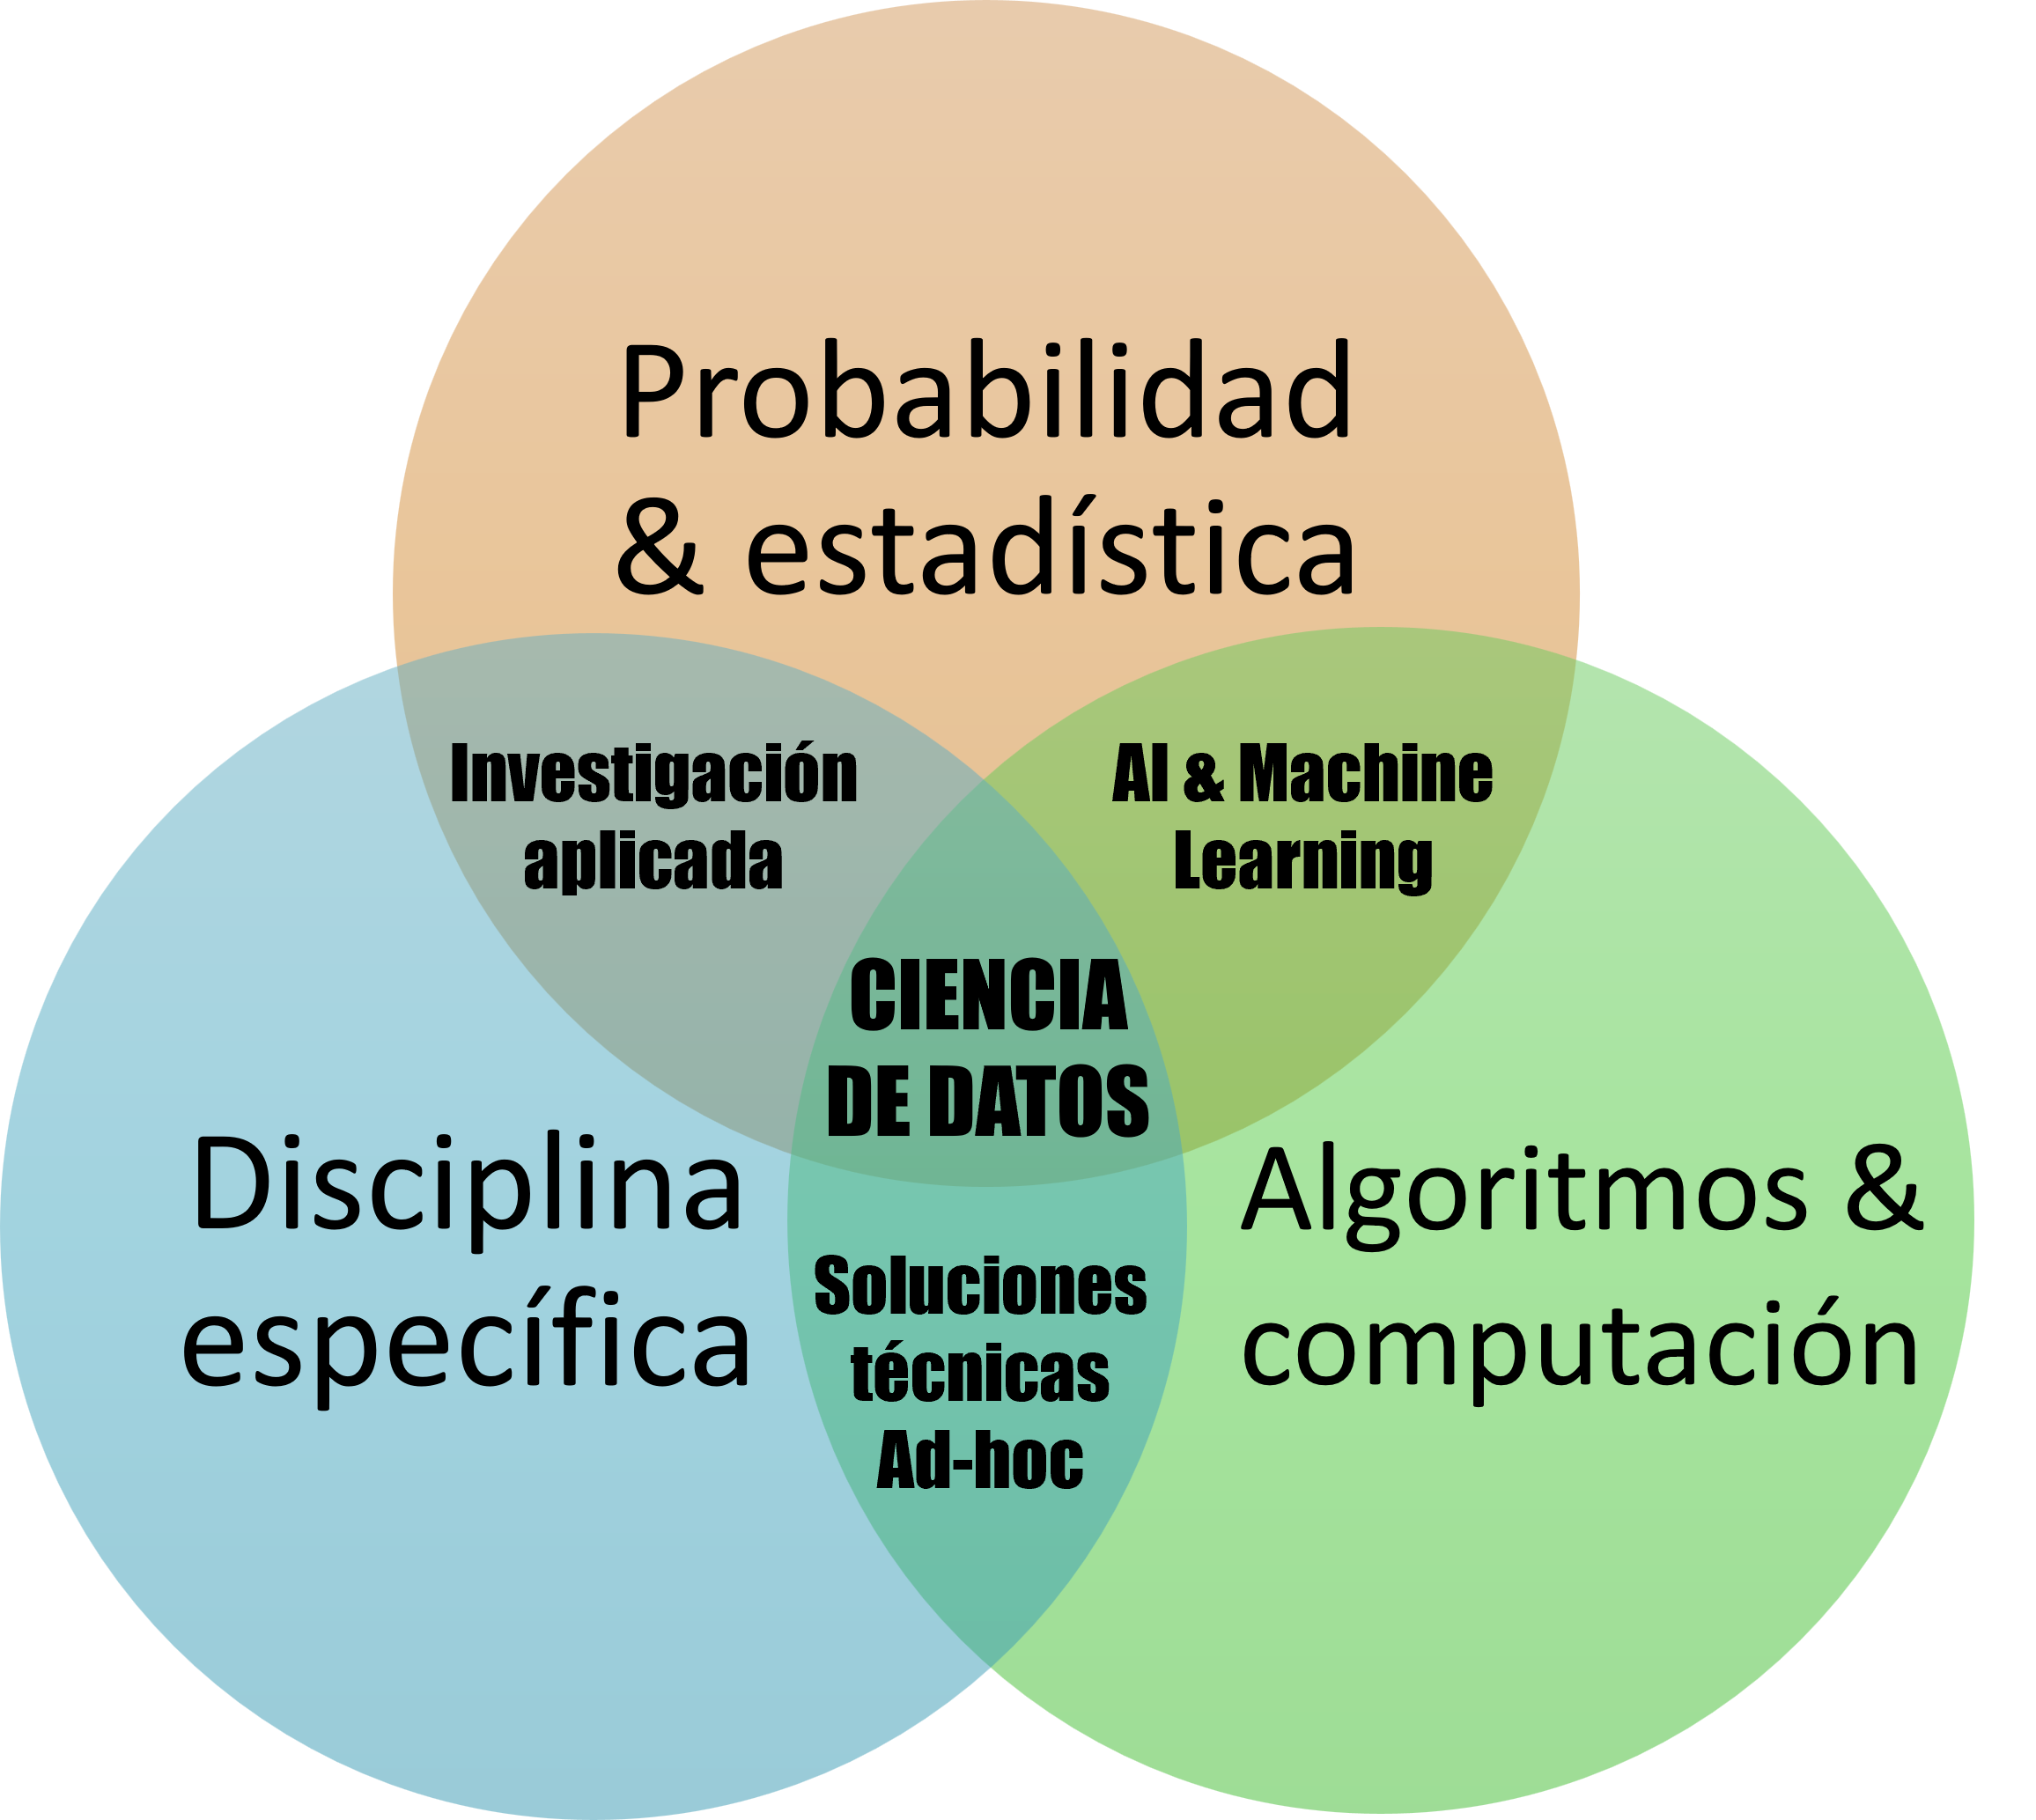 Probabilidad
& estadística
Investigación
aplicada
AI & Machine
Learning
CIENCIA
DE DATOS
Disciplina
específica
Algoritmos &
computación
Soluciones
técnicas
Ad-hoc